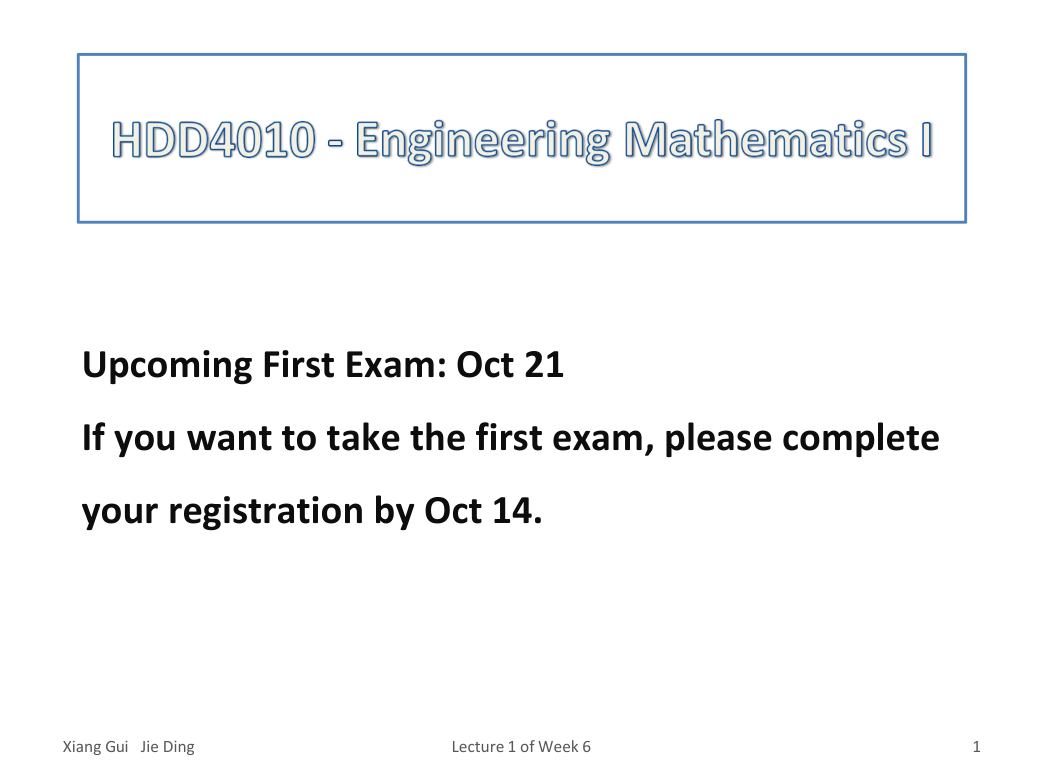 HDD4010 - Engineering Mathematics I
Upcoming First Exam: Oct 21
If you want to take the first exam, please complete
your registration by Oct 14.
Xiang Gui   Jie Ding
Lecture 1 of Week 6
1